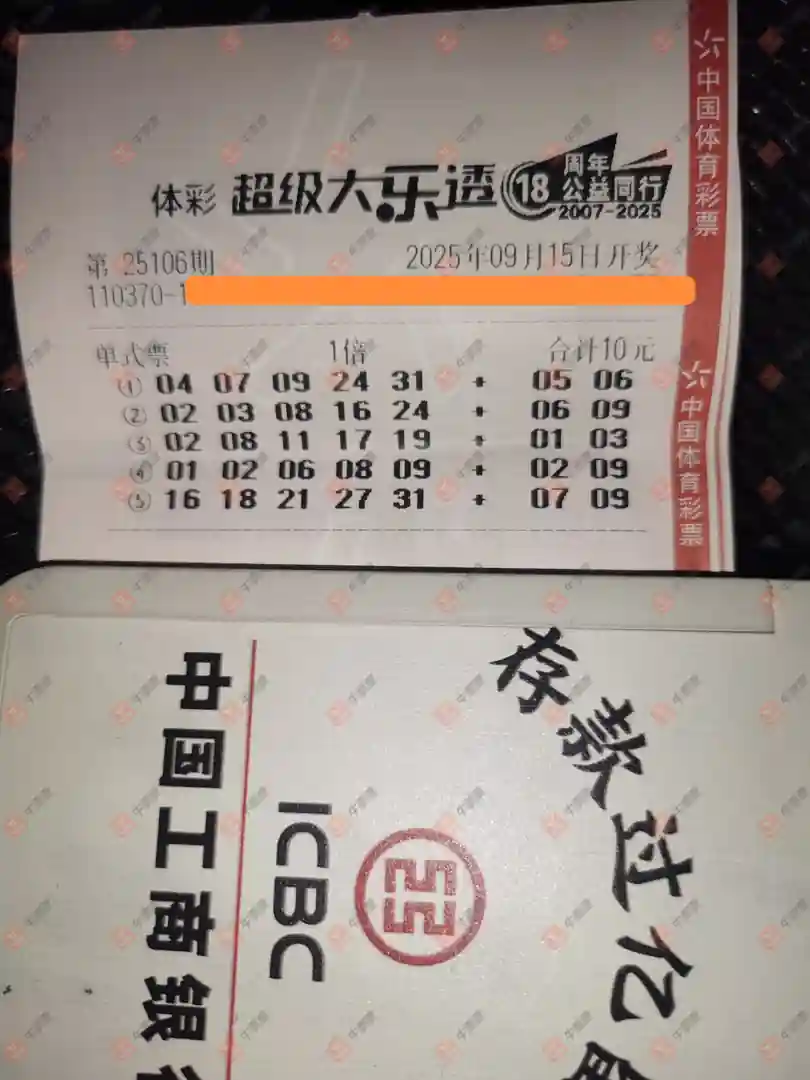 体彩 超级大乐透 18周年 公益同行 2007-2025
第 25106期 2025年09月15日开奖
110370-1
单式票 1倍 合计10元
① 04 07 09 24 31 + 05 06
② 02 03 08 16 24 + 06 09
③ 02 08 11 17 19 + 01 03
④ 01 02 06 08 09 + 02 09
⑤ 16 18 21 27 31 + 07 09
中国体育彩票
中国体育彩票
存款过亿
ICBC
中国工商银